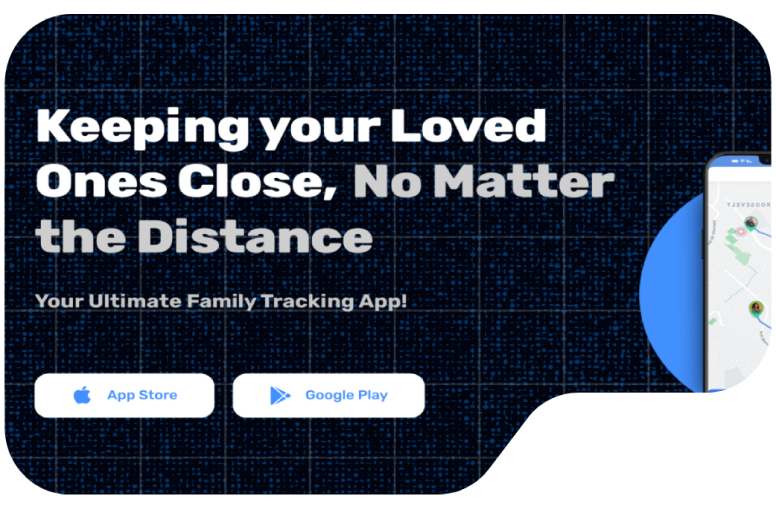 Keeping your Loved
Ones Close, No Matter
the Distance
Your Ultimate Family Tracking App!
App Store
Google Play